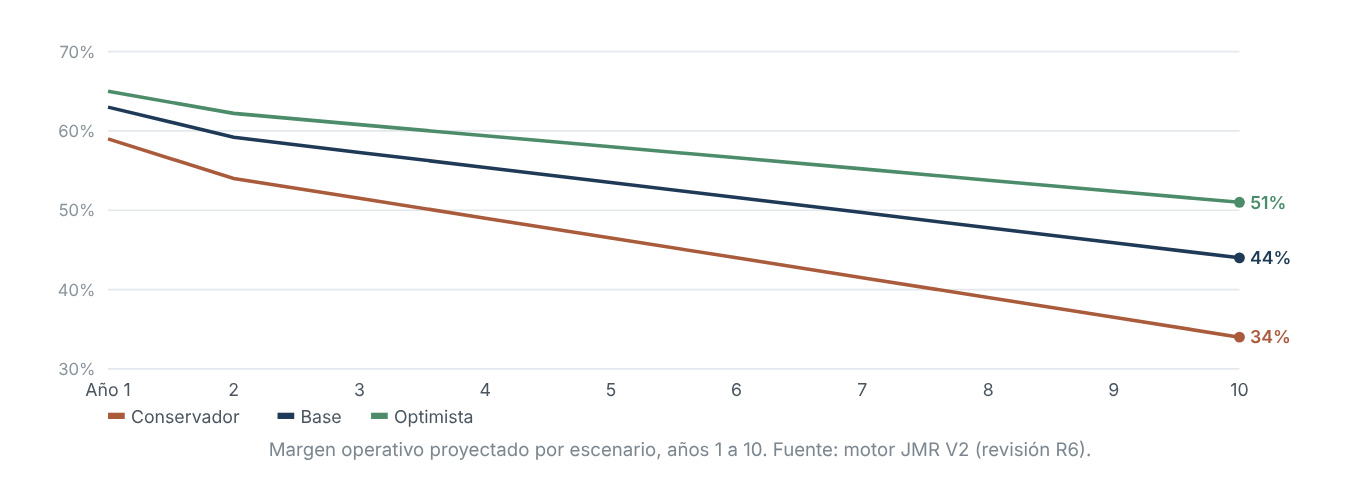 70%
60%
50%
40%
30%
51%
44%
34%
Año 1 2 3 4 5 6 7 8 9 10
Conservador Base Optimista
Margen operativo proyectado por escenario, años 1 a 10. Fuente: motor JMR V2 (revisión R6).